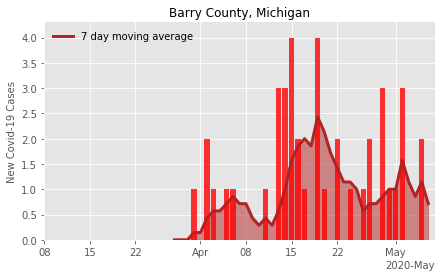 Barry County, Michigan
7 day moving average
New Covid-19 Cases
4.0
3.5
3.0
2.5
2.0
1.5
1.0
0.5
0.0
08 15 22 Apr 08 15 22 May
2020-May